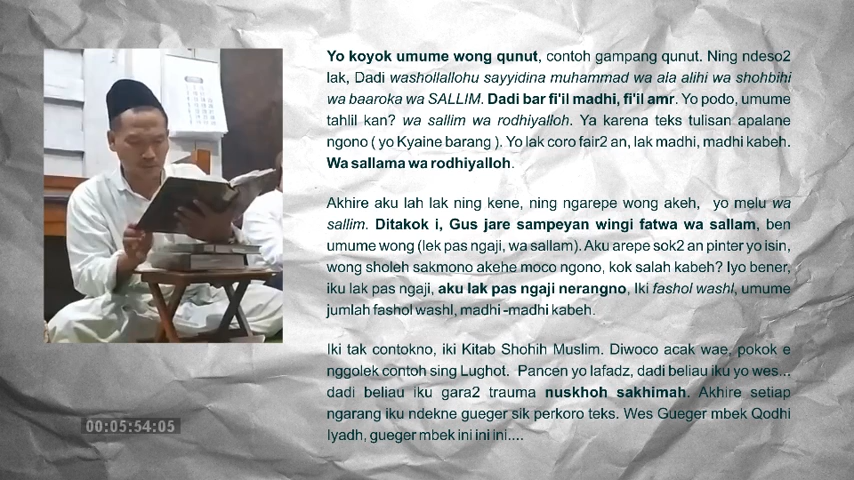 Yo koyok umume wong qunut, contoh gampang qunut. Ning ndeso2
lak, Dadi washollallohu sayyidina muhammad wa ala alihi wa shohbihi
wa baaroka wa SALLIM. Dadi bar fi'il madhi, fi'il amr. Yo podo, umume
tahlil kan? wa sallim wa rodhiyalloh. Ya karena teks tulisan apalane
ngono ( yo Kyaine barang ). Yo lak coro fair2 an, lak madhi, madhi kabeh.
Wa sallama wa rodhiyalloh.
Akhire aku lah lak ning kene, ning ngarepe wong akeh, yo melu wa
sallim. Ditakok i, Gus jare sampeyan wingi fatwa wa sallam, ben
umume wong (lek pas ngaji, wa sallam). Aku arepe sok2 an pinter yo isin,
wong sholeh sakmono akehe moco ngono, kok salah kabeh? Iyo bener,
iku lak pas ngaji, aku lak pas ngaji nerangno, Iki fashol washl, umume
jumlah fashol washl, madhi -madhi kabeh.
Iki tak contokno, iki Kitab Shohih Muslim. Diwoco acak wae, pokok e
nggolek contoh sing Lughot. Pancen yo lafadz, dadi beliau iku yo wes...
dadi beliau iku gara2 trauma nuskhoh sakhimah. Akhire setiap
ngarang iku ndekne gueger sik perkoro teks. Wes Gueger mbek Qodhi
Iyadh, gueger mbek ini ini ini....
00:05:54:05